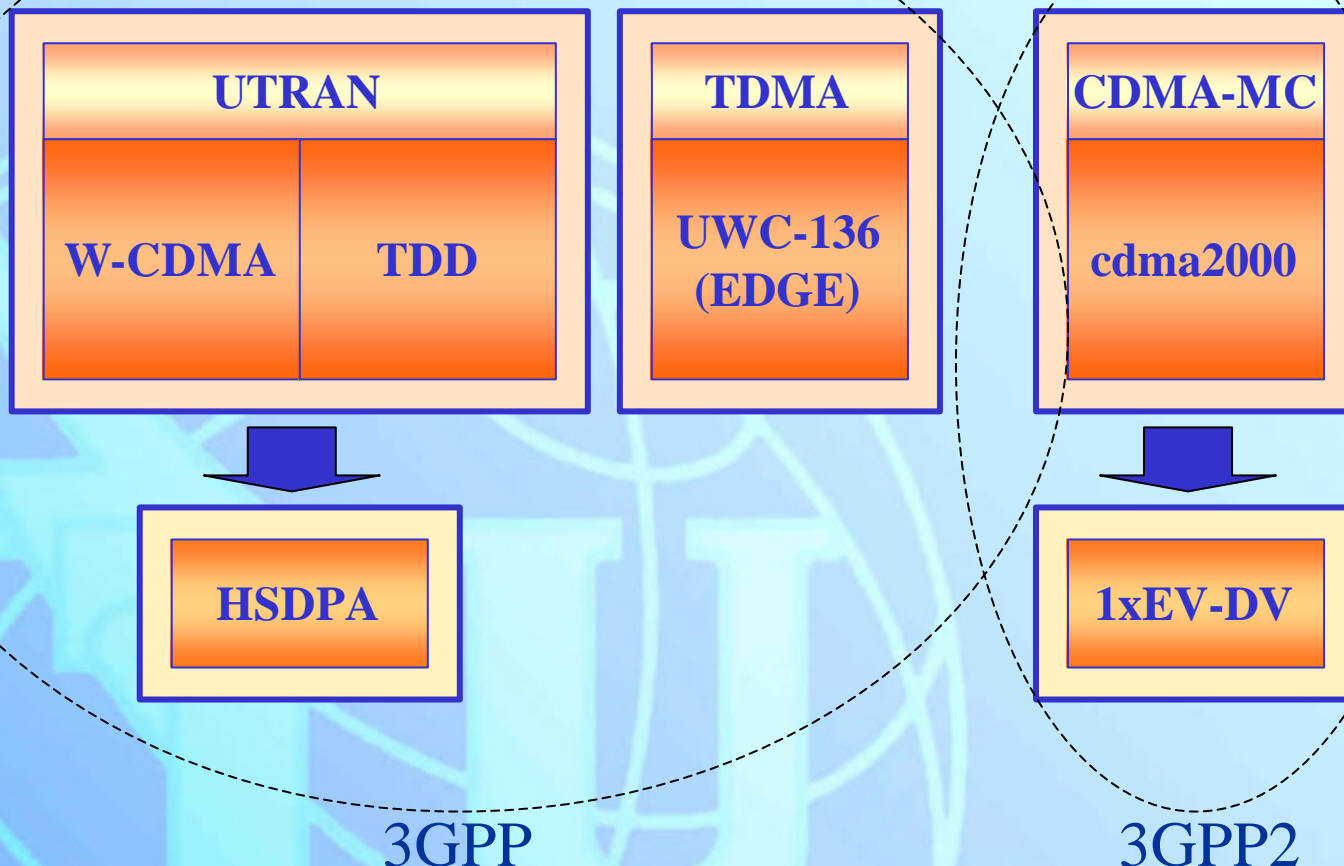 UTRAN
W-CDMA
TDD
TDMA
UWC-136
(EDGE)
CDMA-MC
cdma2000
HSDPA
1xEV-DV
3GPP
3GPP2